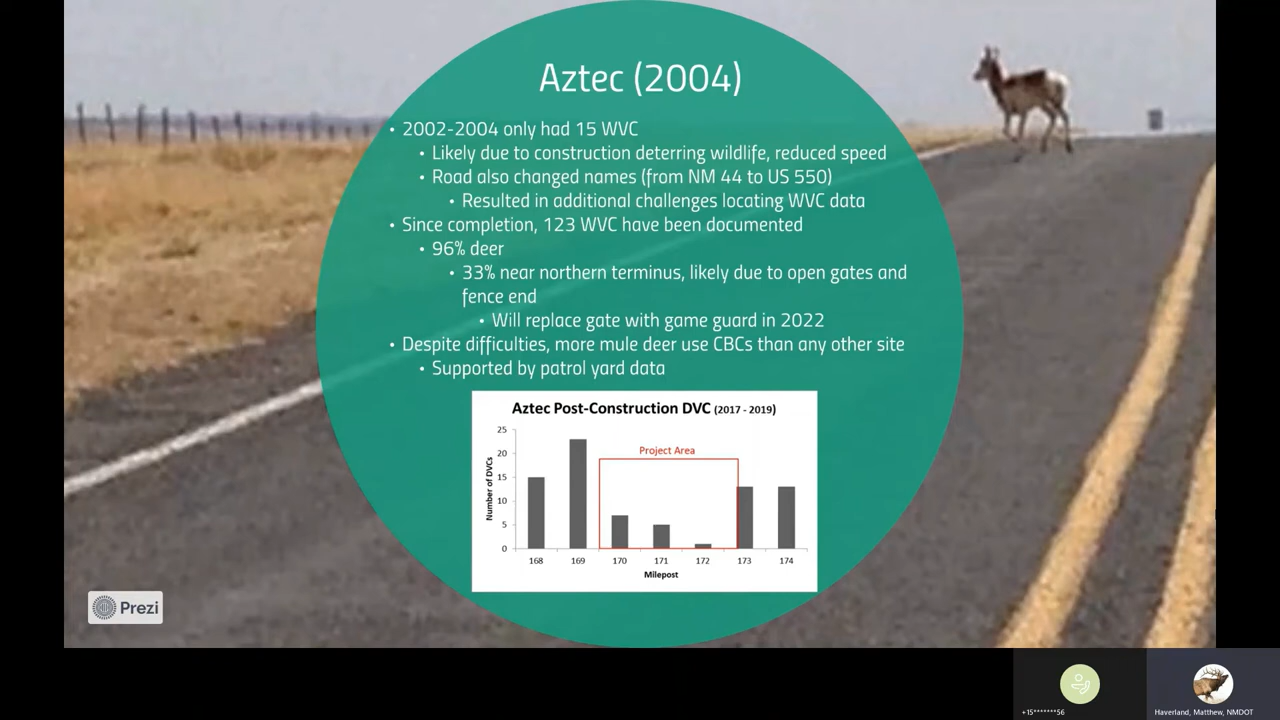 Aztec (2004)
• 2002-2004 only had 15 WVC
• Likely due to construction deterring wildlife, reduced speed
• Road also changed names (from NM 44 to US 550)
• Resulted in additional challenges locating WVC data
• Since completion, 123 WVC have been documented
• 96% deer
• 33% near northern terminus, likely due to open gates and
fence end
• Will replace gate with game guard in 2022
• Despite difficulties, more mule deer use CBCs than any other site
• Supported by patrol yard data
Aztec Post-Construction DVC (2017 - 2019)
Number of DVCs
25
20
15
10
5
0
Project Area
168 169 170 171 172 173 174
Milepost
Prezi
+15*******56
Haverland, Matthew, NMDOT